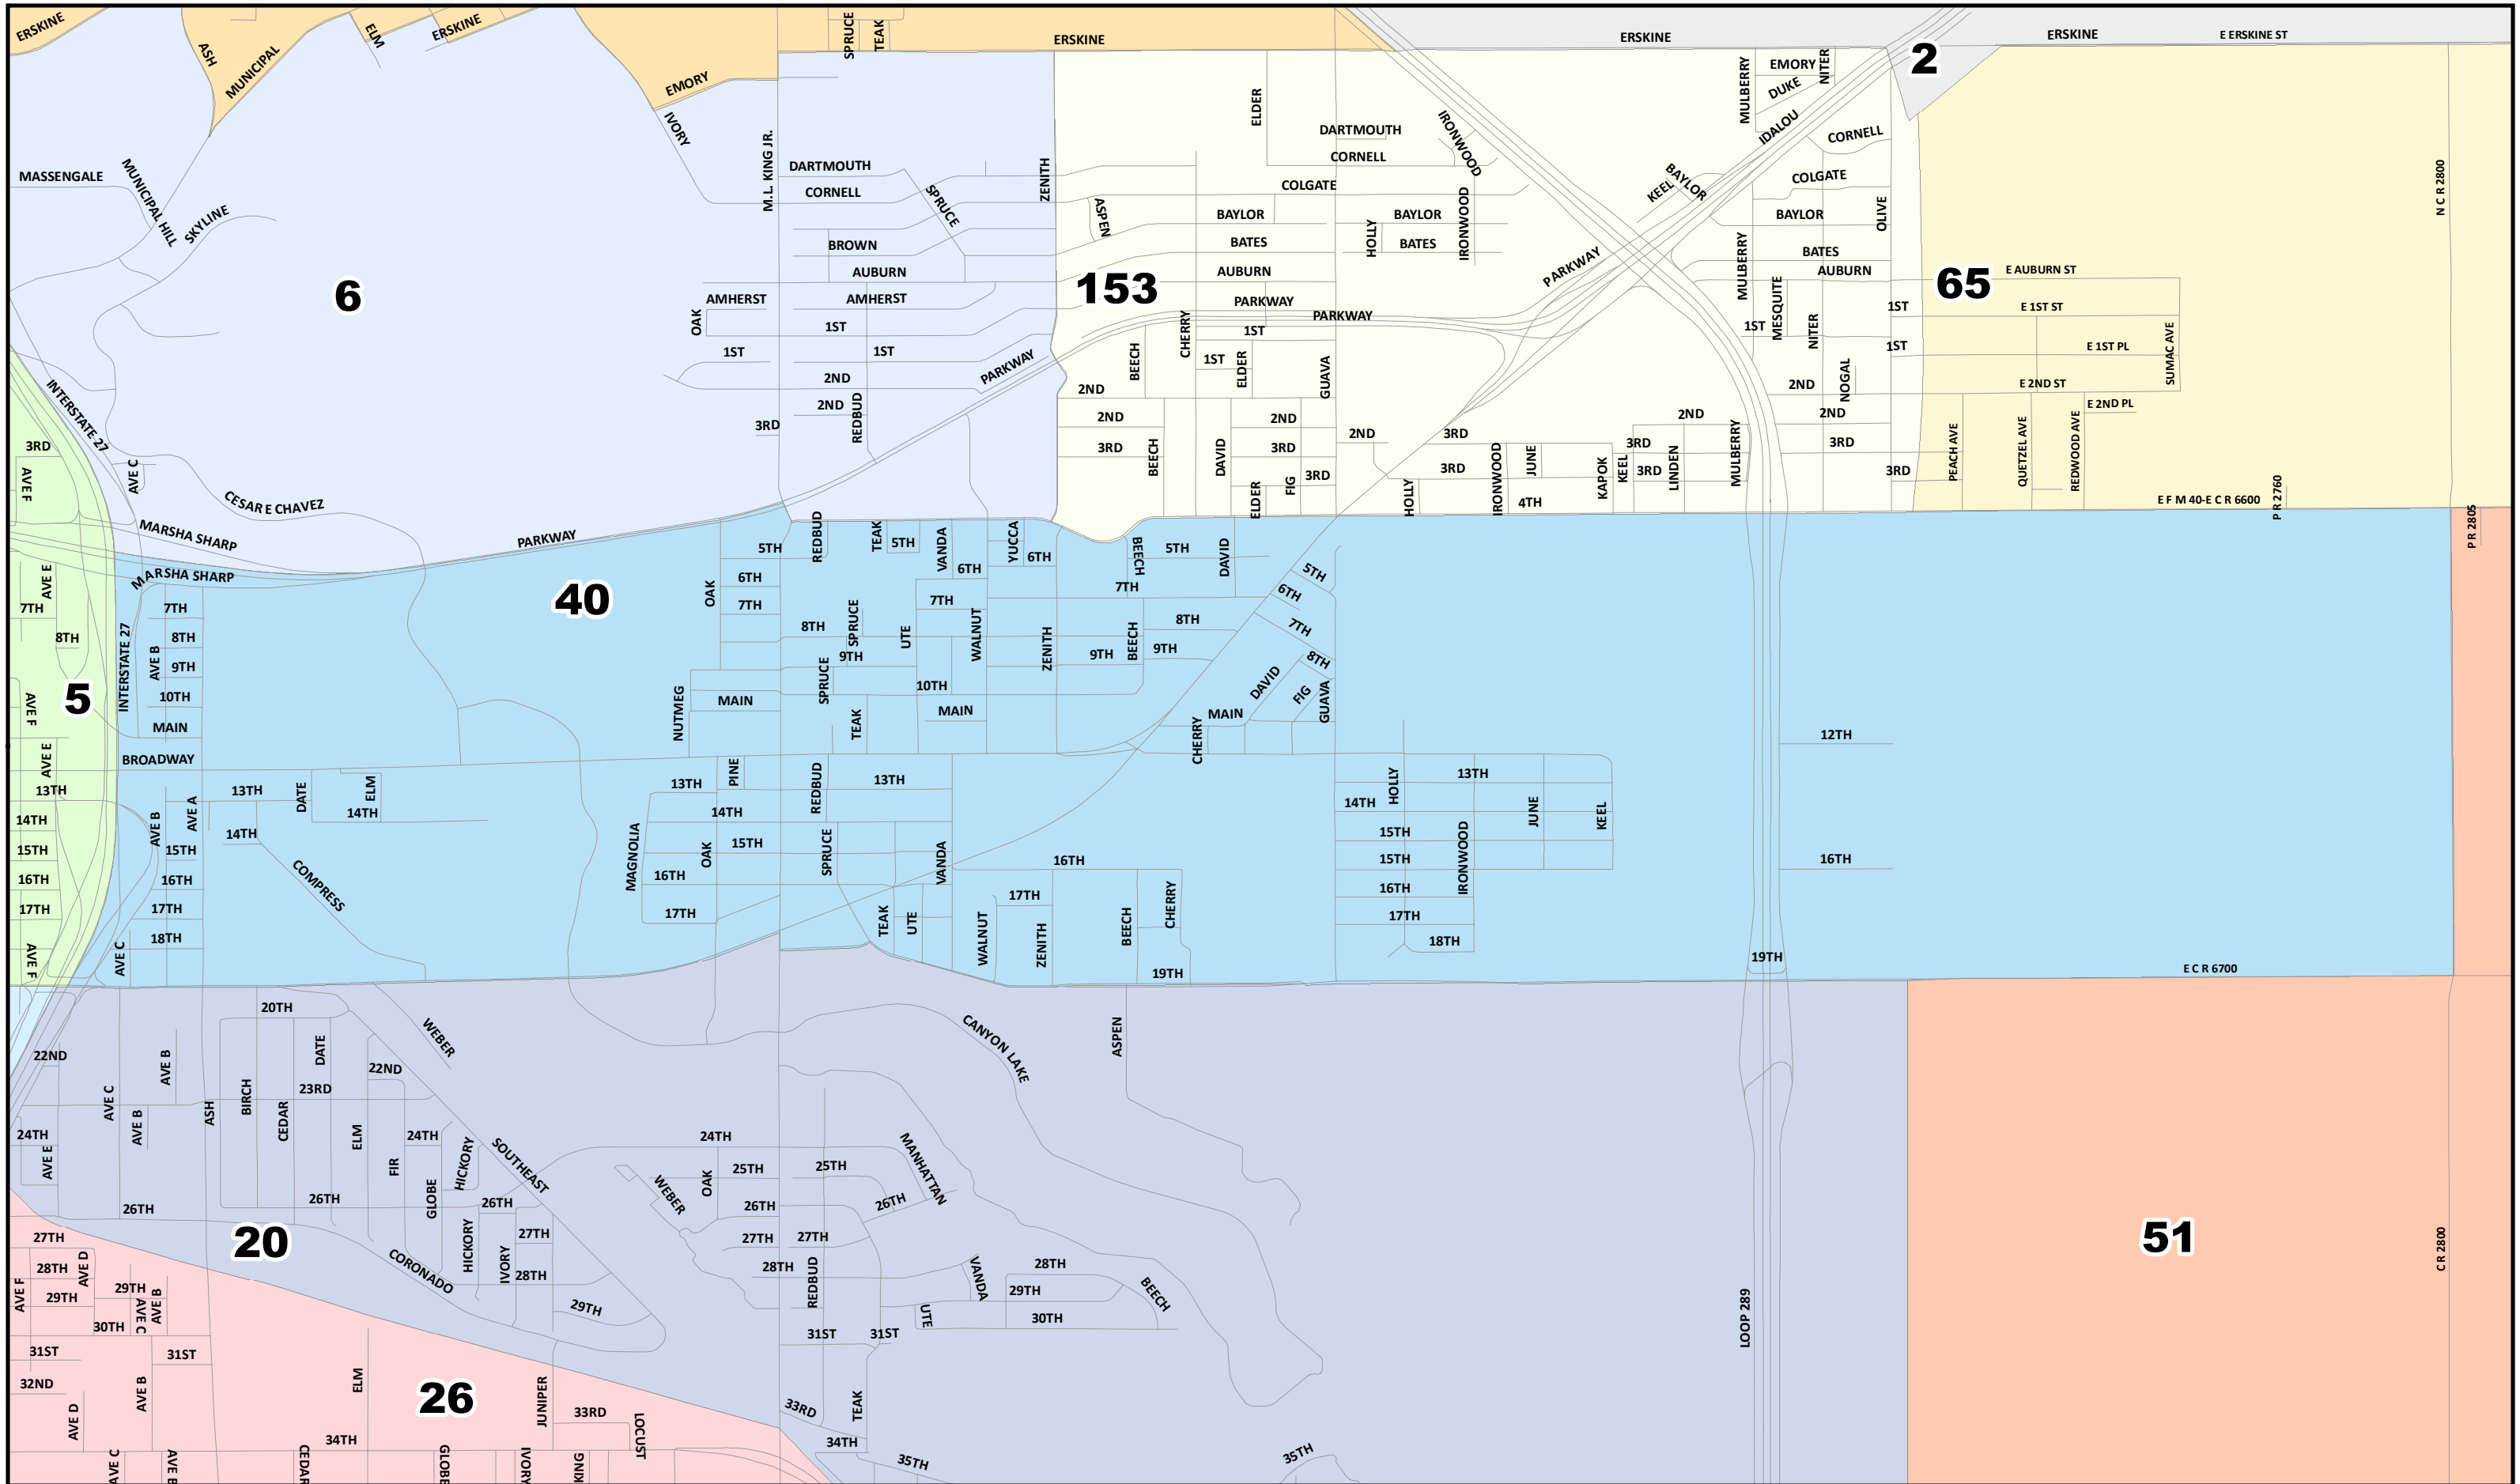 ERSKINE
ASH
MUNICIPAL
ELM
ERSKINE
SPRUCE
TEAK
ERSKINE
ERSKINE
2
ERSKINE
E ERSKINE ST
EMORY
IVORY
M.L. KING JR.
MULBERRY
EMORY
NITER
DUKE
IDALOU
CORNELL
ELDER
DARTMOUTH
CORNELL
IRONWOOD
MASSENGALE
MUNICIPAL HILL
SKYLINE
DARTMOUTH
CORNELL
SPRUCE
ZENITH
COLGATE
ASPEN
BAYLOR
HOLLY
BAYLOR
IRONWOOD
KEEL
BAYLOR
COLGATE
BAYLOR
OLIVE
N C R 2800
BROWN
BATES
BATES
PARKWAY
MULBERRY
BATES
6
AUBURN
153
AUBURN
AUBURN
65
E AUBURN ST
AMHERST
AMHERST
OAK
1ST
PARKWAY
PARKWAY
CHERRY
1ST
1ST
MESQUITE
NITER
1ST
E 1ST ST
1ST
1ST
PARKWAY
BEECH
1ST
ELDER
GUAVA
1ST
E 1ST PL
SUMAC AVE
2ND
2ND
REDBUD
3RD
2ND
2ND
NOGAL
E 2ND ST
E 2ND PL
INTERSTATE 27
3RD
AVE F
AVE C
CESAR E CHAVEZ
2ND
3RD
BEECH
DAVID
2ND
3RD
3RD
ELDER
FIG
2ND
3RD
3RD
HOLLY
IRONWOOD
JUNE
4TH
KAPOK
KEEL
3RD
3RD
2ND
LINDEN
MULBERRY
2ND
3RD
3RD
PEACH AVE
QUETZEL AVE
REDWOOD AVE
E F M 40-E C R 6600
P R 2760
P R 2805
MARSHA SHARP
PARKWAY
MARSHA SHARP
AVE E
7TH
8TH
5
AVE F
AVE E
INTERSTATE 27
7TH
8TH
AVE B
9TH
10TH
MAIN
BROADWAY
40
5TH
REDBUD
TEAK
5TH
VANDA
6TH
YUCCA
6TH
BEECH
5TH
DAVID
OAK
6TH
7TH
7TH
7TH
5TH
6TH
7TH
8TH
8TH
SPRUCE
UTE
WALNUT
ZENITH
BEECH
8TH
9TH
9TH
9TH
SPRUCE
10TH
NUTMEG
MAIN
TEAK
MAIN
DAVID
FIG
GUAVA
MAIN
CHERRY
12TH
13TH
14TH
15TH
16TH
17TH
AVE F
AVE B
AVE A
13TH
14TH
15TH
16TH
17TH
18TH
AVE C
DATE
ELM
14TH
COMPRESS
13TH
PINE
REDBUD
13TH
14TH
MAGNOLIA
OAK
15TH
SPRUCE
16TH
17TH
VANDA
TEAK
UTE
16TH
17TH
WALNUT
ZENITH
BEECH
CHERRY
19TH
HOLLY
13TH
14TH
JUNE
KEEL
15TH
15TH
IRONWOOD
16TH
17TH
18TH
16TH
19TH
E C R 6700
20TH
WEBER
22ND
AVE B
DATE
22ND
23RD
AVE C
AVE B
ASH
BIRCH
CEDAR
ELM
24TH
AVE E
FIR
24TH
GLOBE
HICKORY
SOUTHEAST
26TH
26TH
26TH
20
CORONADO
HICKORY
IVORY
27TH
28TH
29TH
CANYON LAKE
ASPEN
24TH
MANHATTAN
WEBER
OAK
25TH
25TH
26TH
26TH
27TH
27TH
28TH
REDBUD
VANDA
28TH
29TH
UTE
30TH
BEECH
31ST
31ST
51
C R 2800
LOOP 289
27TH
28TH
AVE D
AVE F
29TH
29TH
AVE C
AVE B
30TH
31ST
31ST
32ND
AVE D
AVE B
ELM
26
JUNIPER
33RD
LOCUST
33RD
TEAK
34TH
AVE C
CEDAR
GLOBE
IVORY
34TH
35TH
35TH